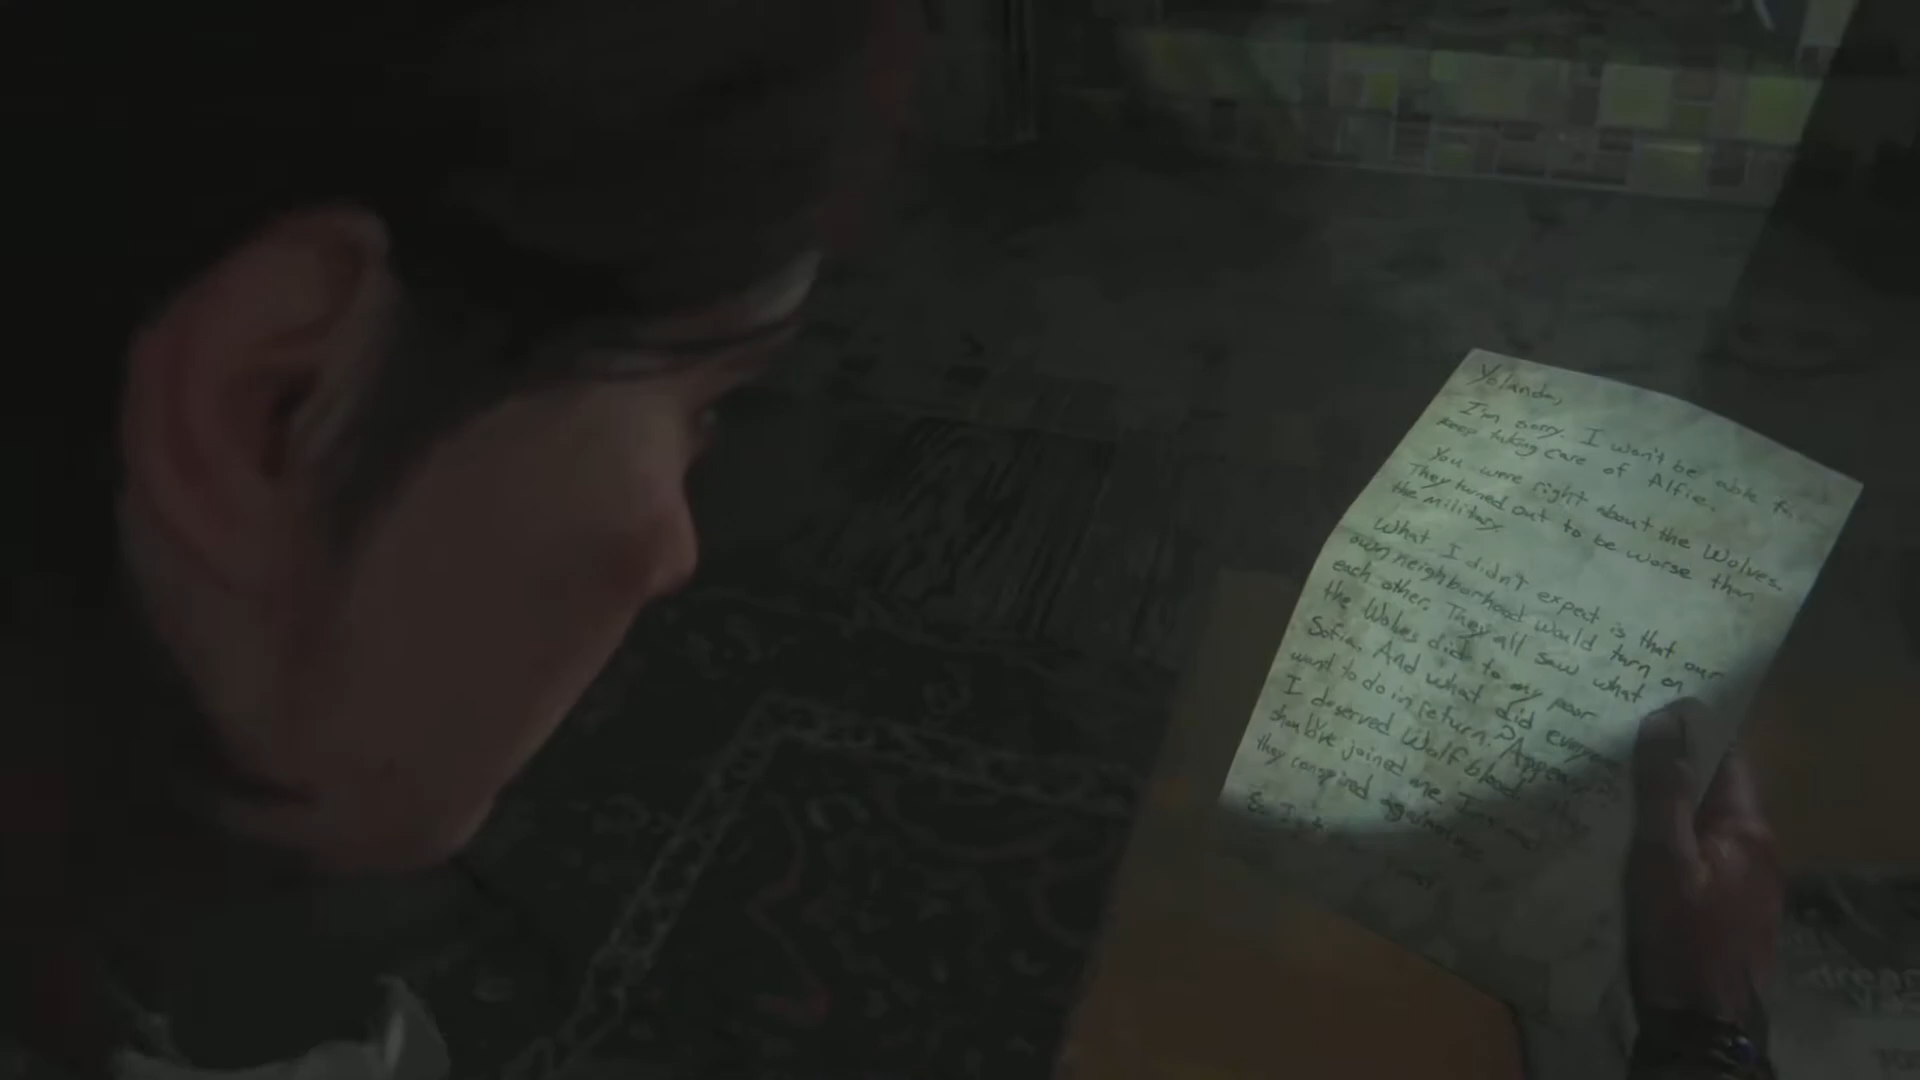 Yolanda,
I'm sorry. I won't be able to
keep taking care of Alfie.
You were right about the Wolves.
They turned out to be worse than
the military.
What I didn't expect is that our
own neighborhood would turn on
each other. They all saw what
the Wolves did to my poor
Sofia. And what did everyone
want to do in return? Appease
I deserved Wolf blood. They
should've joined me.
they conspired against me.
So I